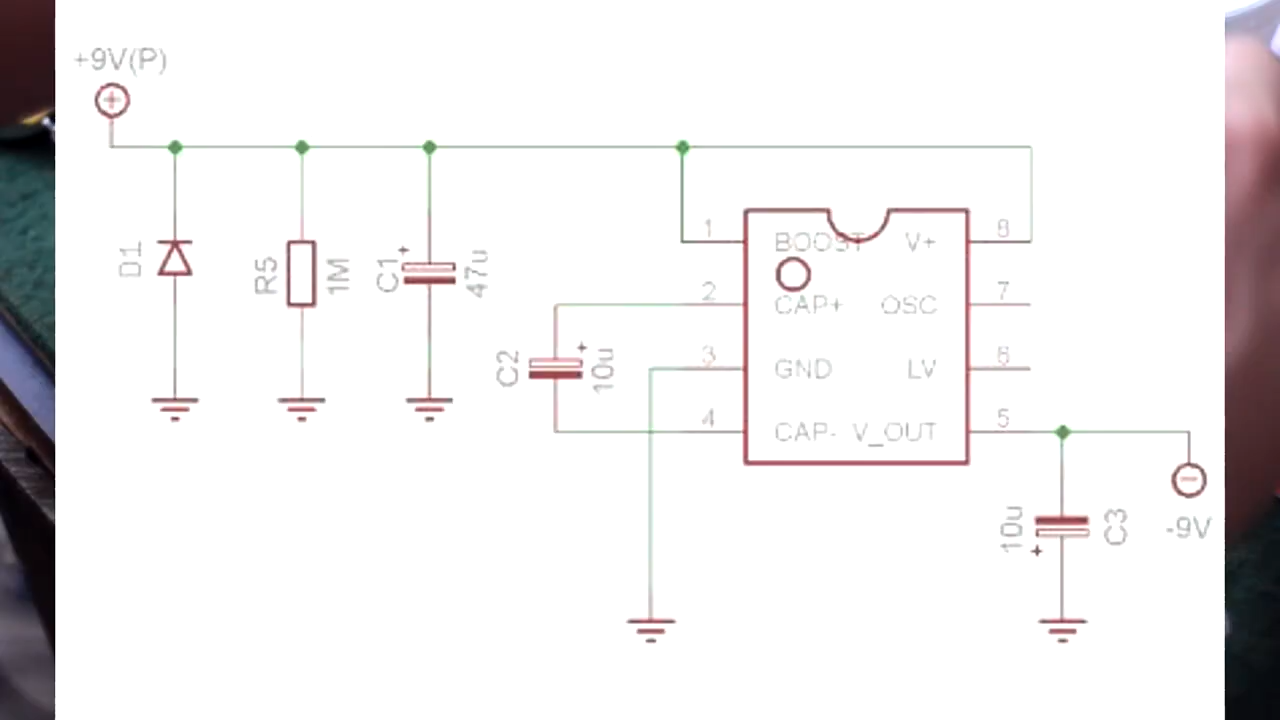 +9V(P)
D1
R5
1M
C1
+
47u
C2
+
10u
1
2
3
4
BOOST
CAP+
GND
CAP-
V+
OSC
LV
V_OUT
8
7
6
5
10u
+
C3
-9V